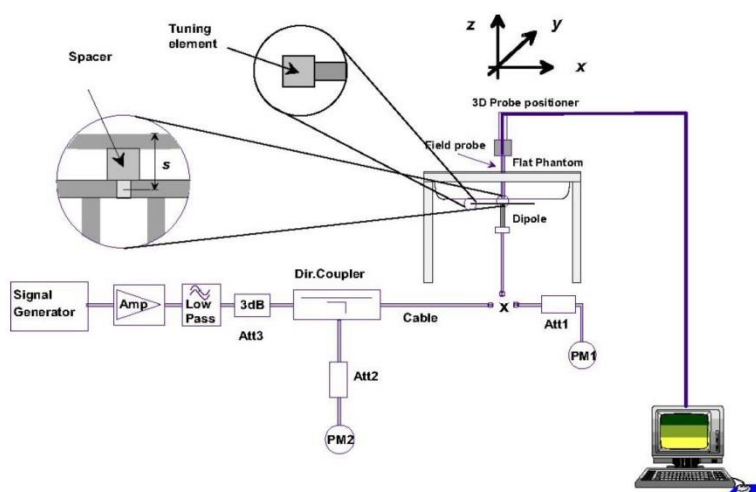 Tuning
element
z
y
x
Spacer
3D Probe positioner
s
Field probe
Flat Phantom
Dipole
Dir.Coupler
Signal
Generator
Amp
Low
Pass
3dB
Att3
Cable
x
Att1
PM1
Att2
PM2